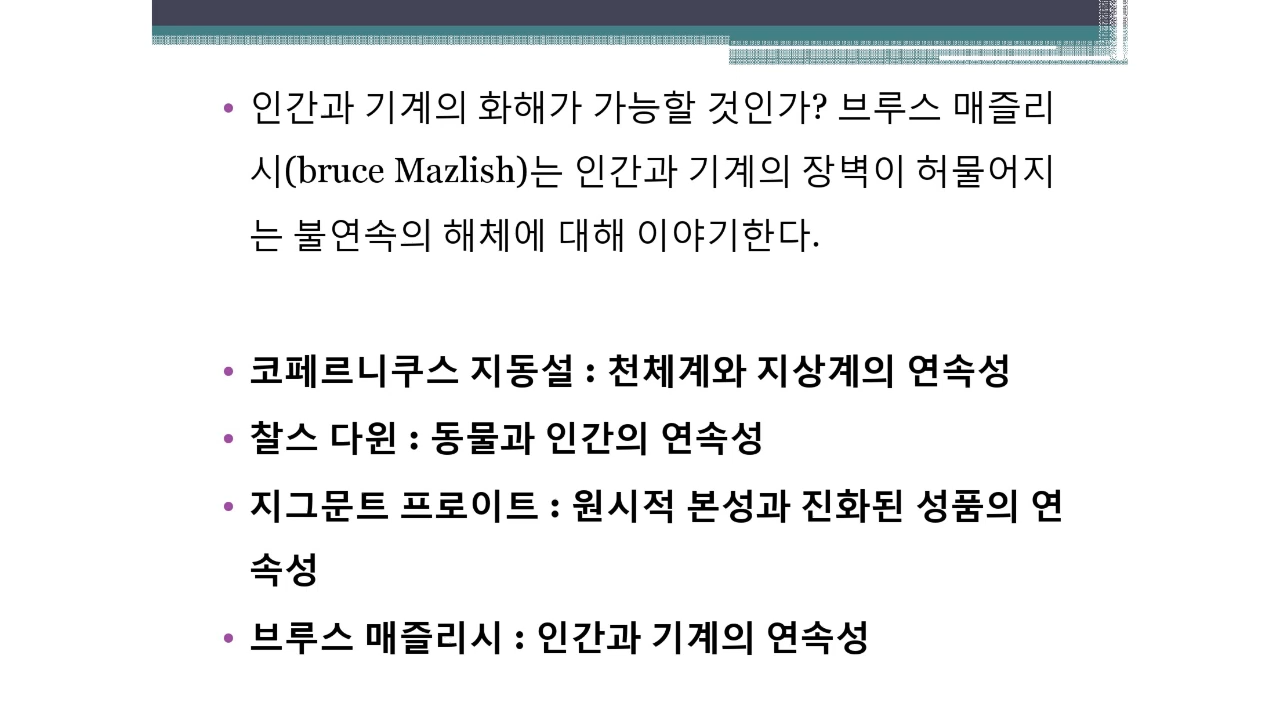 • 인간과 기계의 화해가 가능할 것인가? 브루스 매즐리
시(bruce Mazlish)는 인간과 기계의 장벽이 허물어지
는 불연속의 해체에 대해 이야기한다.
• 코페르니쿠스 지동설 : 천체계와 지상계의 연속성
• 찰스 다윈 : 동물과 인간의 연속성
• 지그문트 프로이트 : 원시적 본성과 진화된 성품의 연
속성
• 브루스 매즐리시 : 인간과 기계의 연속성